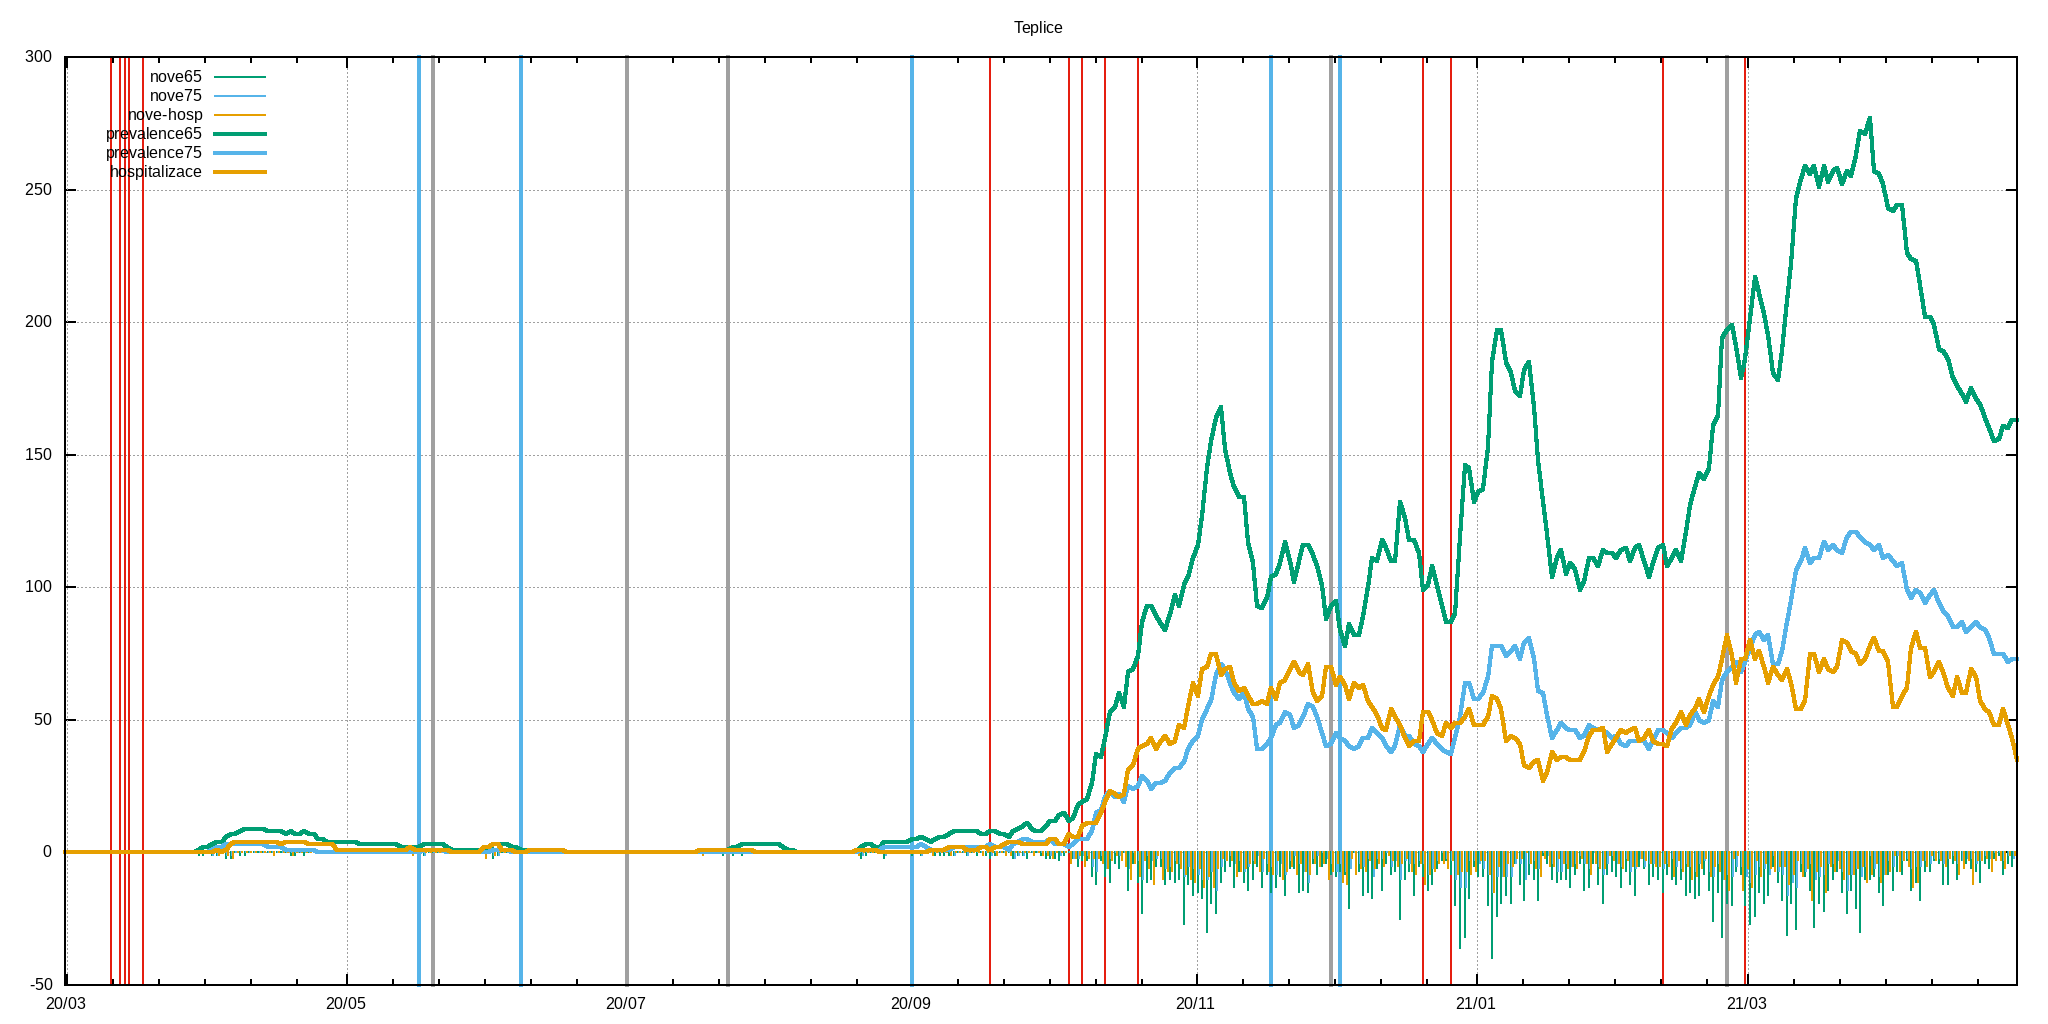 Teplice
300
250
200
150
100
50
0
-50
nove65
nove75
nove-hosp
prevalence65
prevalence75
hospitalizace
20/03 20/05 20/07 20/09 20/11 21/01 21/03